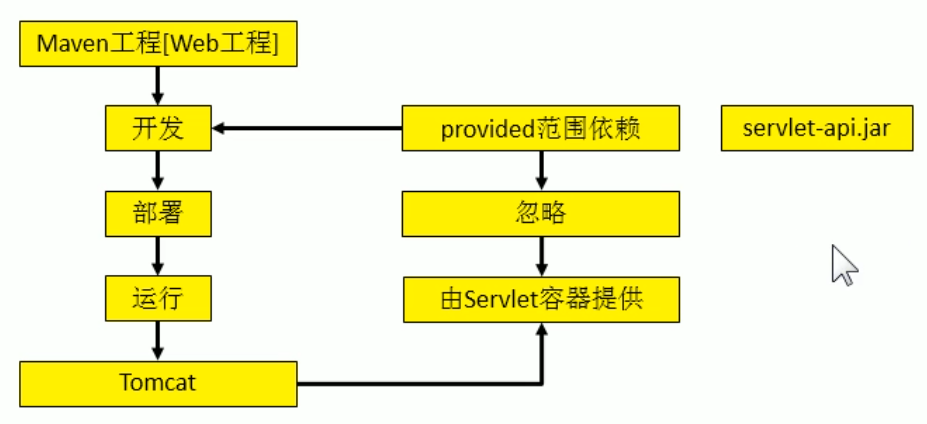 Maven工程[Web工程]
开发
provided范围依赖
servlet-api.jar
部署
忽略
运行
由Servlet容器提供
Tomcat